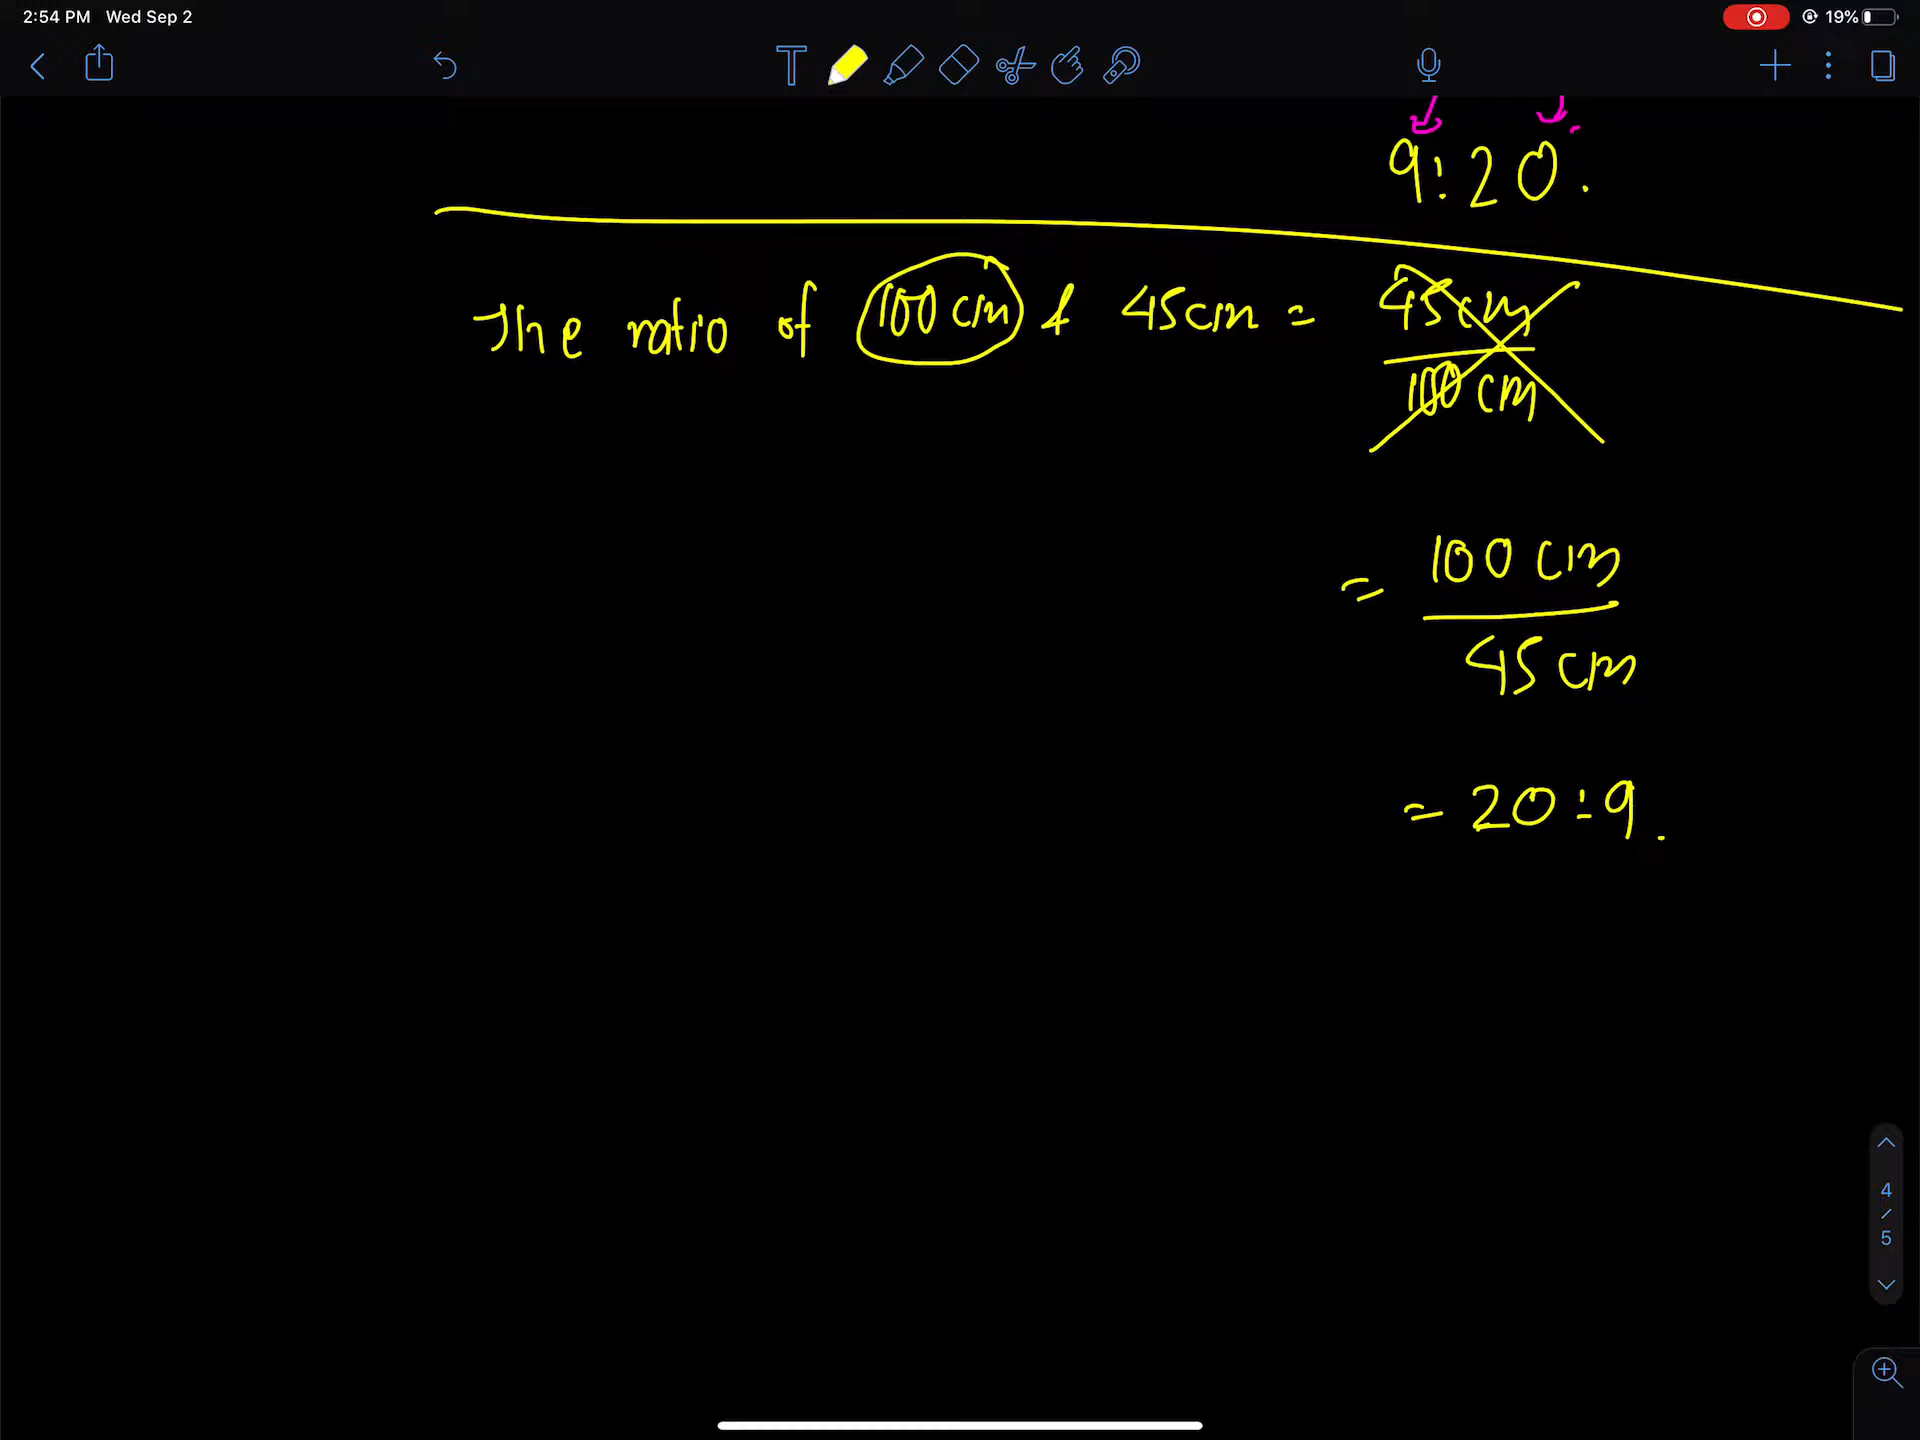 2:54 PM Wed Sep 2
19%
T
9:20.
The ratio of 100 cm & 45cm = 45cm
100 cm
= 100 cm
45 cm
= 20:9.
4
/
5